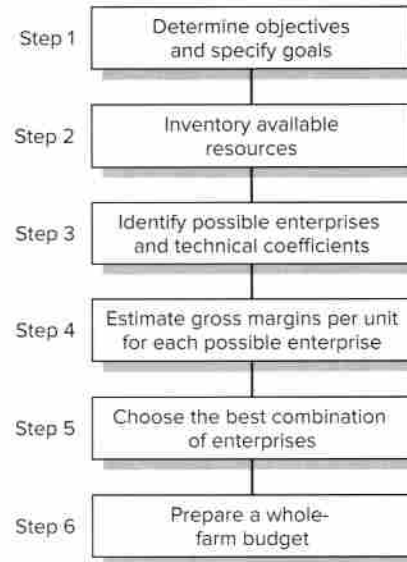 Step 1
Determine objectives
and specify goals
Step 2
Inventory available
resources
Step 3
Identify possible enterprises
and technical coefficients
Step 4
Estimate gross margins per unit
for each possible enterprise
Step 5
Choose the best combination
of enterprises
Step 6
Prepare a whole-
farm budget